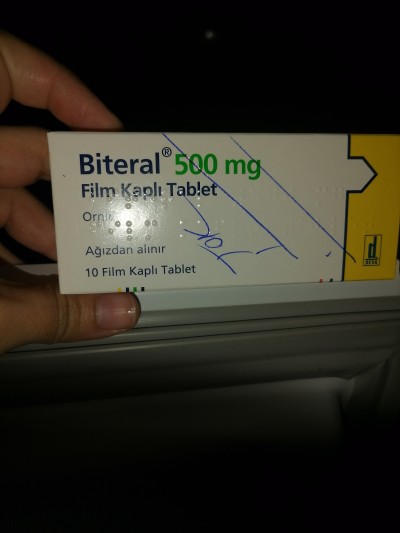 Biteral® 500 mg
Film Kaplı Tablet
Ağızdan alınır
10 Film Kaplı Tablet
d